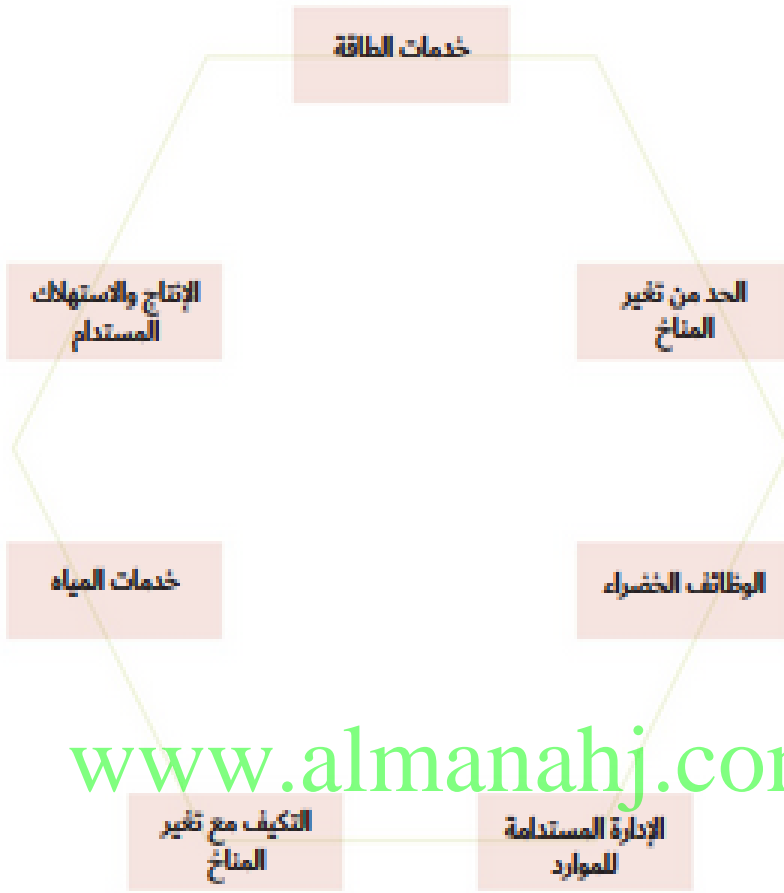 خدمات الطاقة
الحد من تغير
المناخ
الإنتاج والاستهلاك
المستدام
الوظائف الخضراء
خدمات المياه
www.almanahj.com
الإدارة المستدامة
للموارد
التكيف مع تغير
المناخ